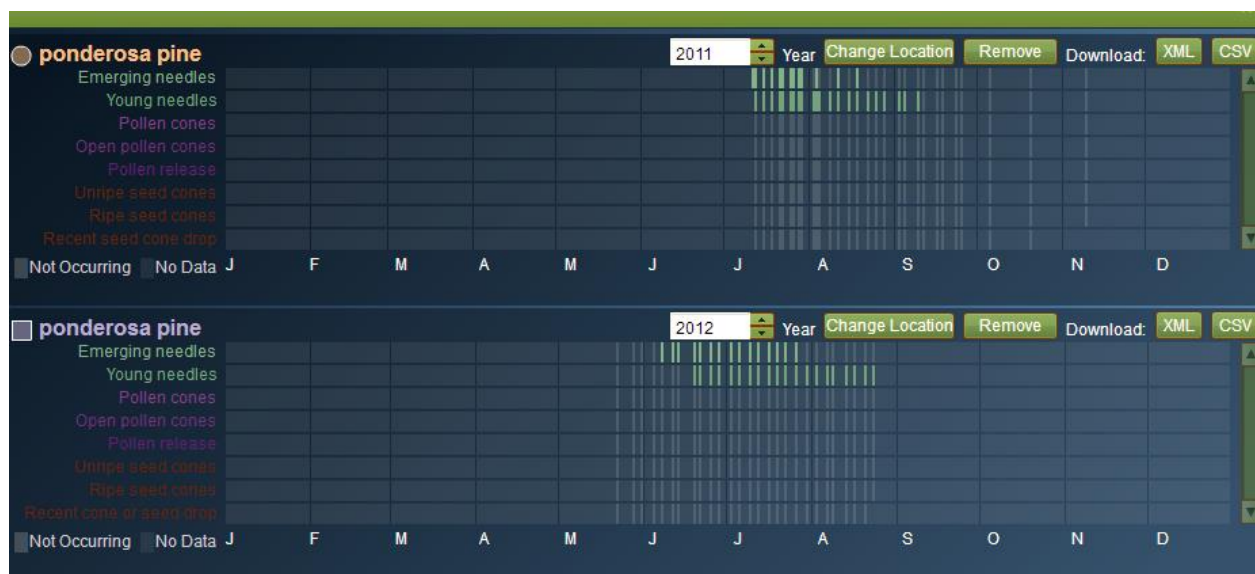 ponderosa pine 2011 Year Change Location Remove Download: XML CSV
Emerging needles
Young needles
Pollen cones
Open pollen cones
Pollen release
Unripe seed cones
Ripe seed cones
Recent seed cone drop
Not Occurring No Data J F M A M J J A S O N D
ponderosa pine 2012 Year Change Location Remove Download: XML CSV
Emerging needles
Young needles
Pollen cones
Open pollen cones
Pollen release
Unripe seed cones
Ripe seed cones
Recent cone or seed drop
Not Occurring No Data J F M A M J J A S O N D